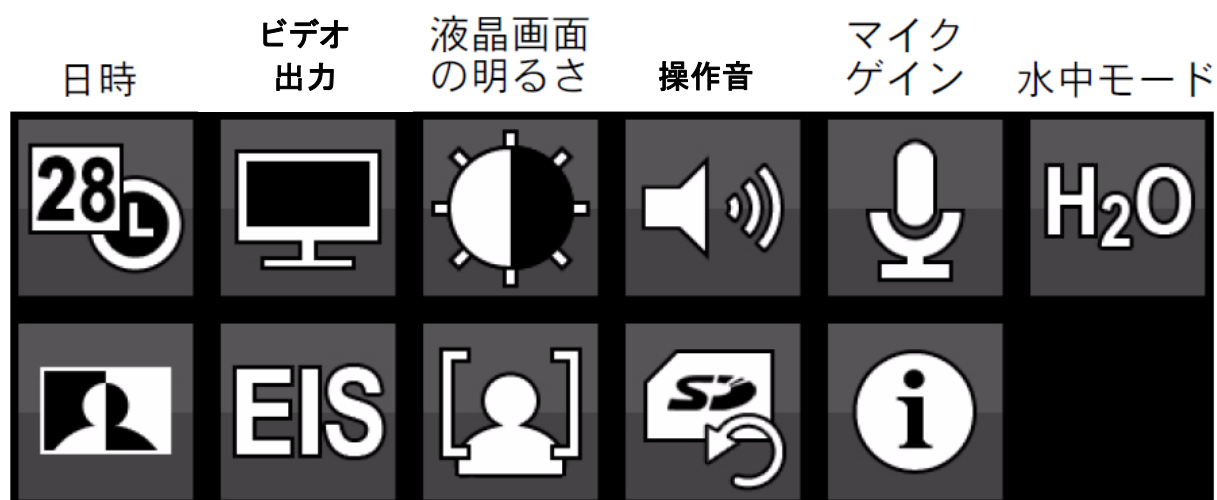 日時
ビデオ
出力
液晶画面
の明るさ
操作音
マイク
ゲイン
水中モード
28
H₂O
EIS
SD
i